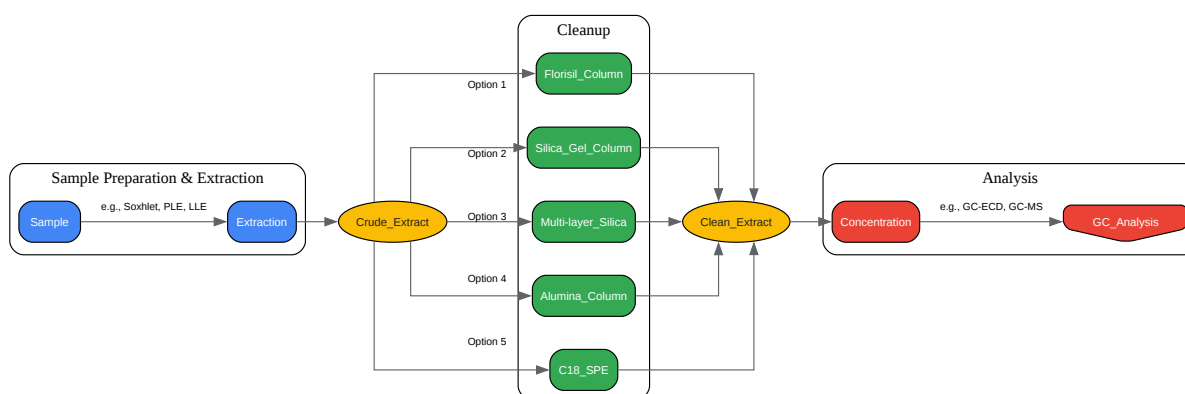 Sample Preparation & Extraction
Sample
e.g., Soxhlet, PLE, LLE
Extraction
Crude_Extract
Option 1
Option 2
Option 3
Option 4
Option 5
Cleanup
Florisil_Column
Silica_Gel_Column
Multi-layer_Silica
Alumina_Column
C18_SPE
Clean_Extract
Analysis
Concentration
e.g., GC-ECD, GC-MS
GC_Analysis